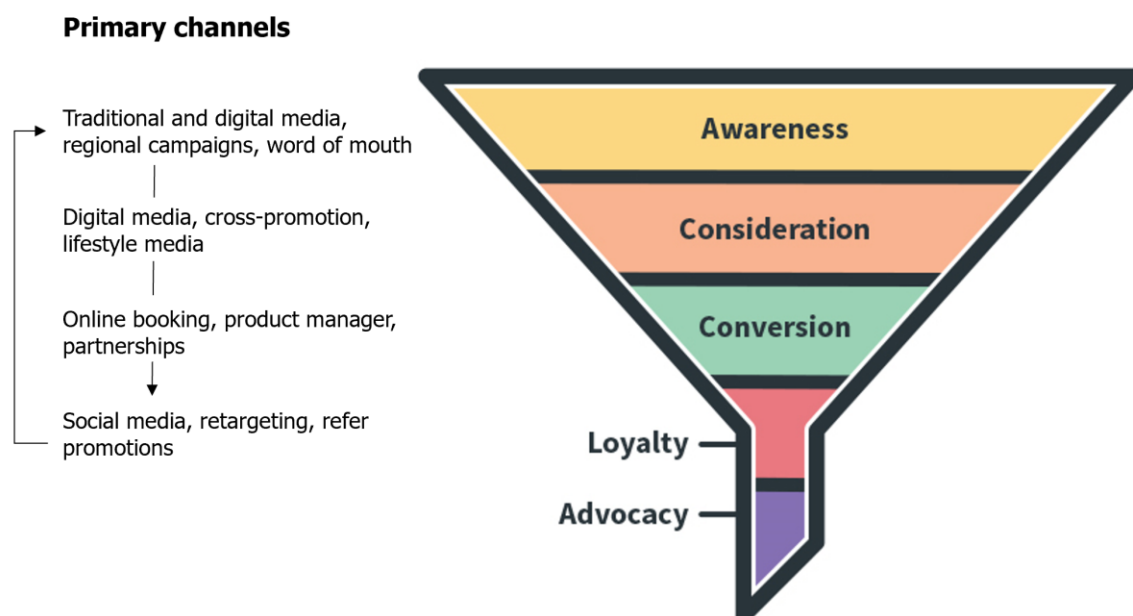 Primary channels
Traditional and digital media,
regional campaigns, word of mouth
Digital media, cross-promotion,
lifestyle media
Online booking, product manager,
partnerships
Social media, retargeting, refer
promotions
Awareness
Consideration
Conversion
Loyalty
Advocacy